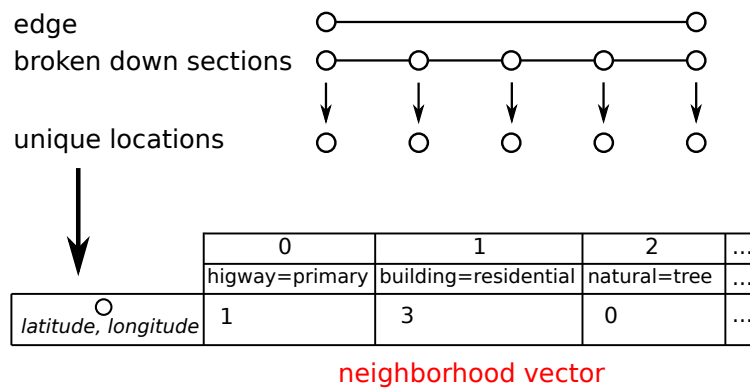 edge
broken down sections
unique locations
0 1 2 ...
higway=primary building=residential natural=tree ...
latitude, longitude 1 3 0 ...
neighborhood vector